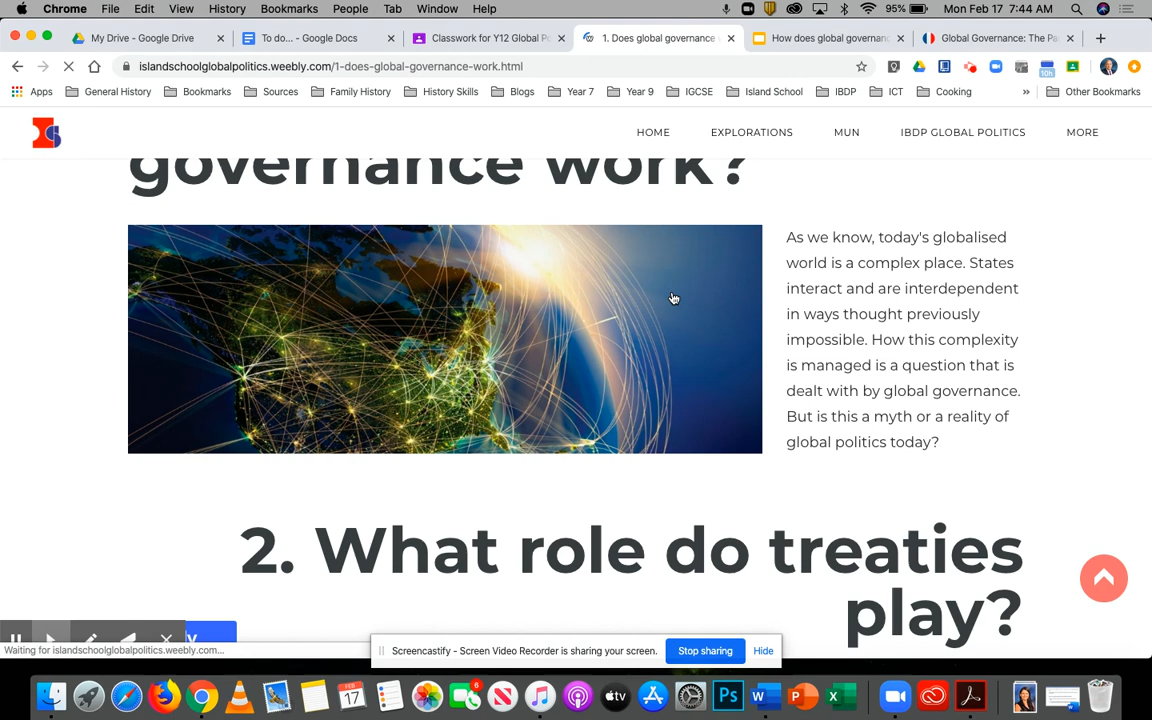 Chrome File Edit View History Bookmarks People Tab Window Help 95% Mon Feb 17 7:44 AM
My Drive - Google Drive To do... - Google Docs Classwork for Y12 Global Po 1. Does global governance How does global governanc Global Governance: The Pa
islandschoolglobalpolitics.weebly.com/1-does-global-governance-work.html
Apps General History Bookmarks Sources Family History History Skills Blogs Year 7 Year 9 IGCSE Island School IBDP ICT Cooking » Other Bookmarks
HOME EXPLORATIONS MUN IBDP GLOBAL POLITICS MORE
governance work?
As we know, today's globalised
world is a complex place. States
interact and are interdependent
in ways thought previously
impossible. How this complexity
is managed is a question that is
dealt with by global governance.
But is this a myth or a reality of
global politics today?
2. What role do treaties
play?
Waiting for islandschoolglobalpolitics.weebly.com...
Screencastify - Screen Video Recorder is sharing your screen. Stop sharing Hide